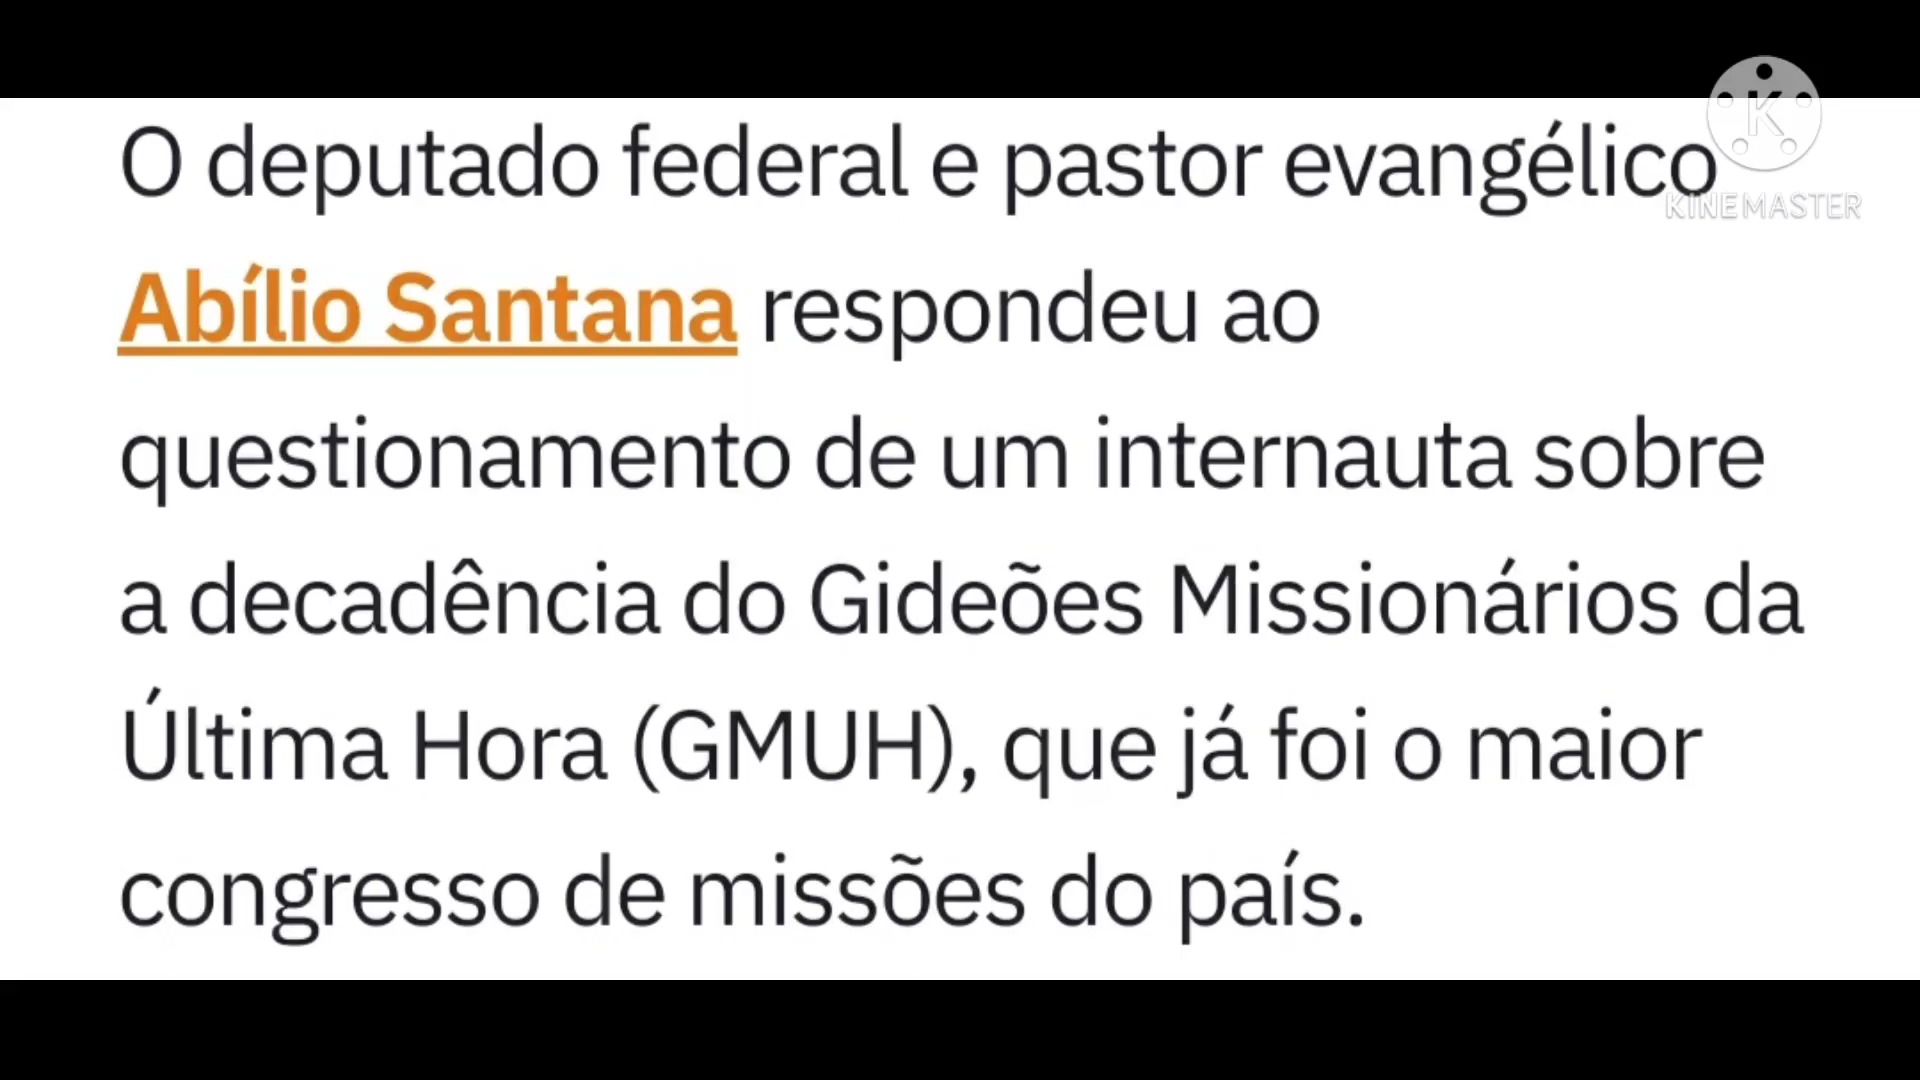 O deputado federal e pastor evangélico
Abílio Santana respondeu ao
questionamento de um internauta sobre
a decadência do Gideões Missionários da
Última Hora (GMUH), que já foi o maior
congresso de missões do país.
K
KINEMASTER